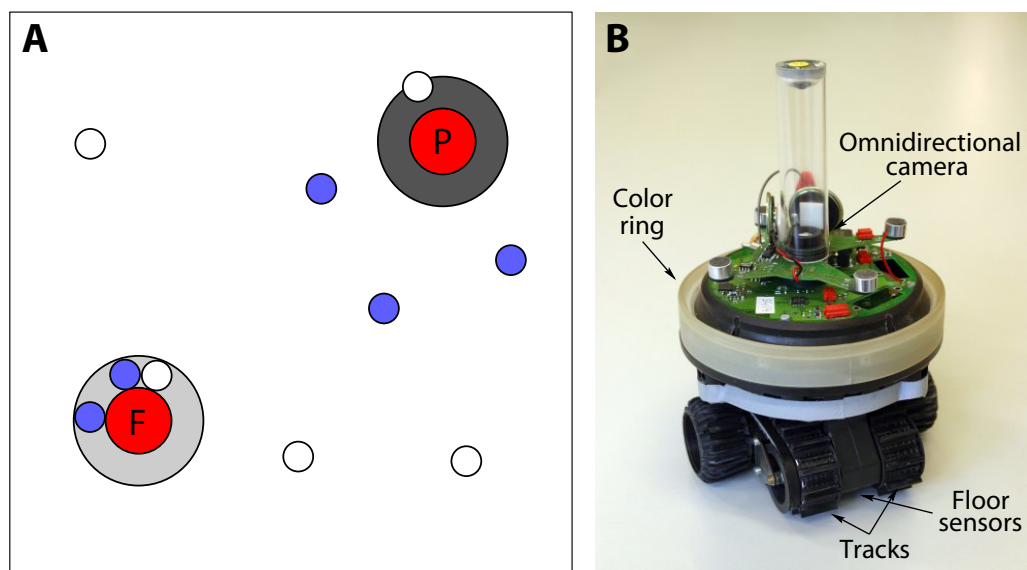 A
P
F
B
Omnidirectional
camera
Color
ring
Floor
sensors
Tracks